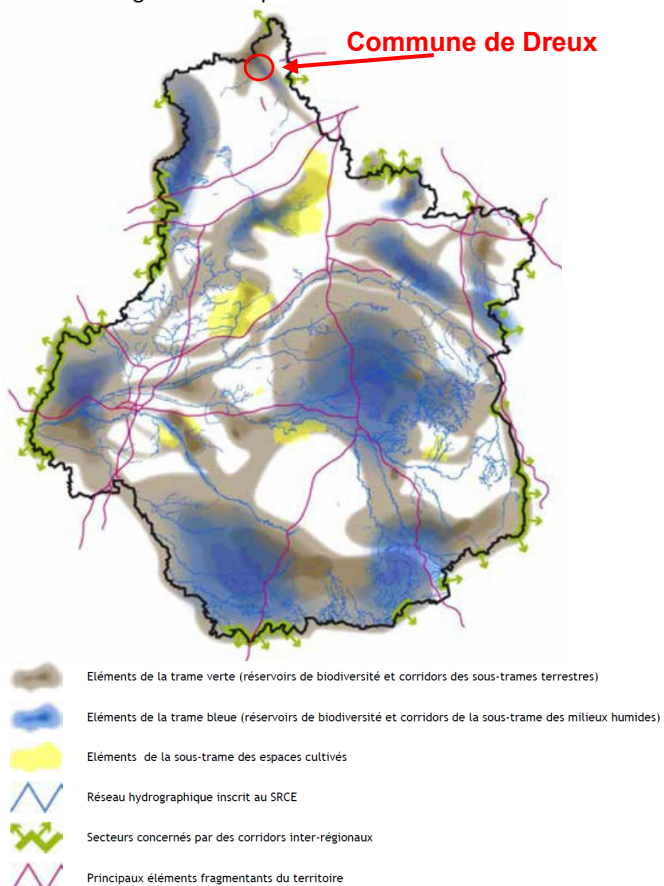 Commune de Dreux
Eléments de la trame verte (réservoirs de biodiversité et corridors des sous-trames terrestres)
Eléments de la trame bleue (réservoirs de biodiversité et corridors de la sous-trame des milieux humides)
Eléments de la sous-trame des espaces cultivés
Réseau hydrographique inscrit au SRCE
Secteurs concernés par des corridors inter-régionaux
Principaux éléments fragmentants du territoire